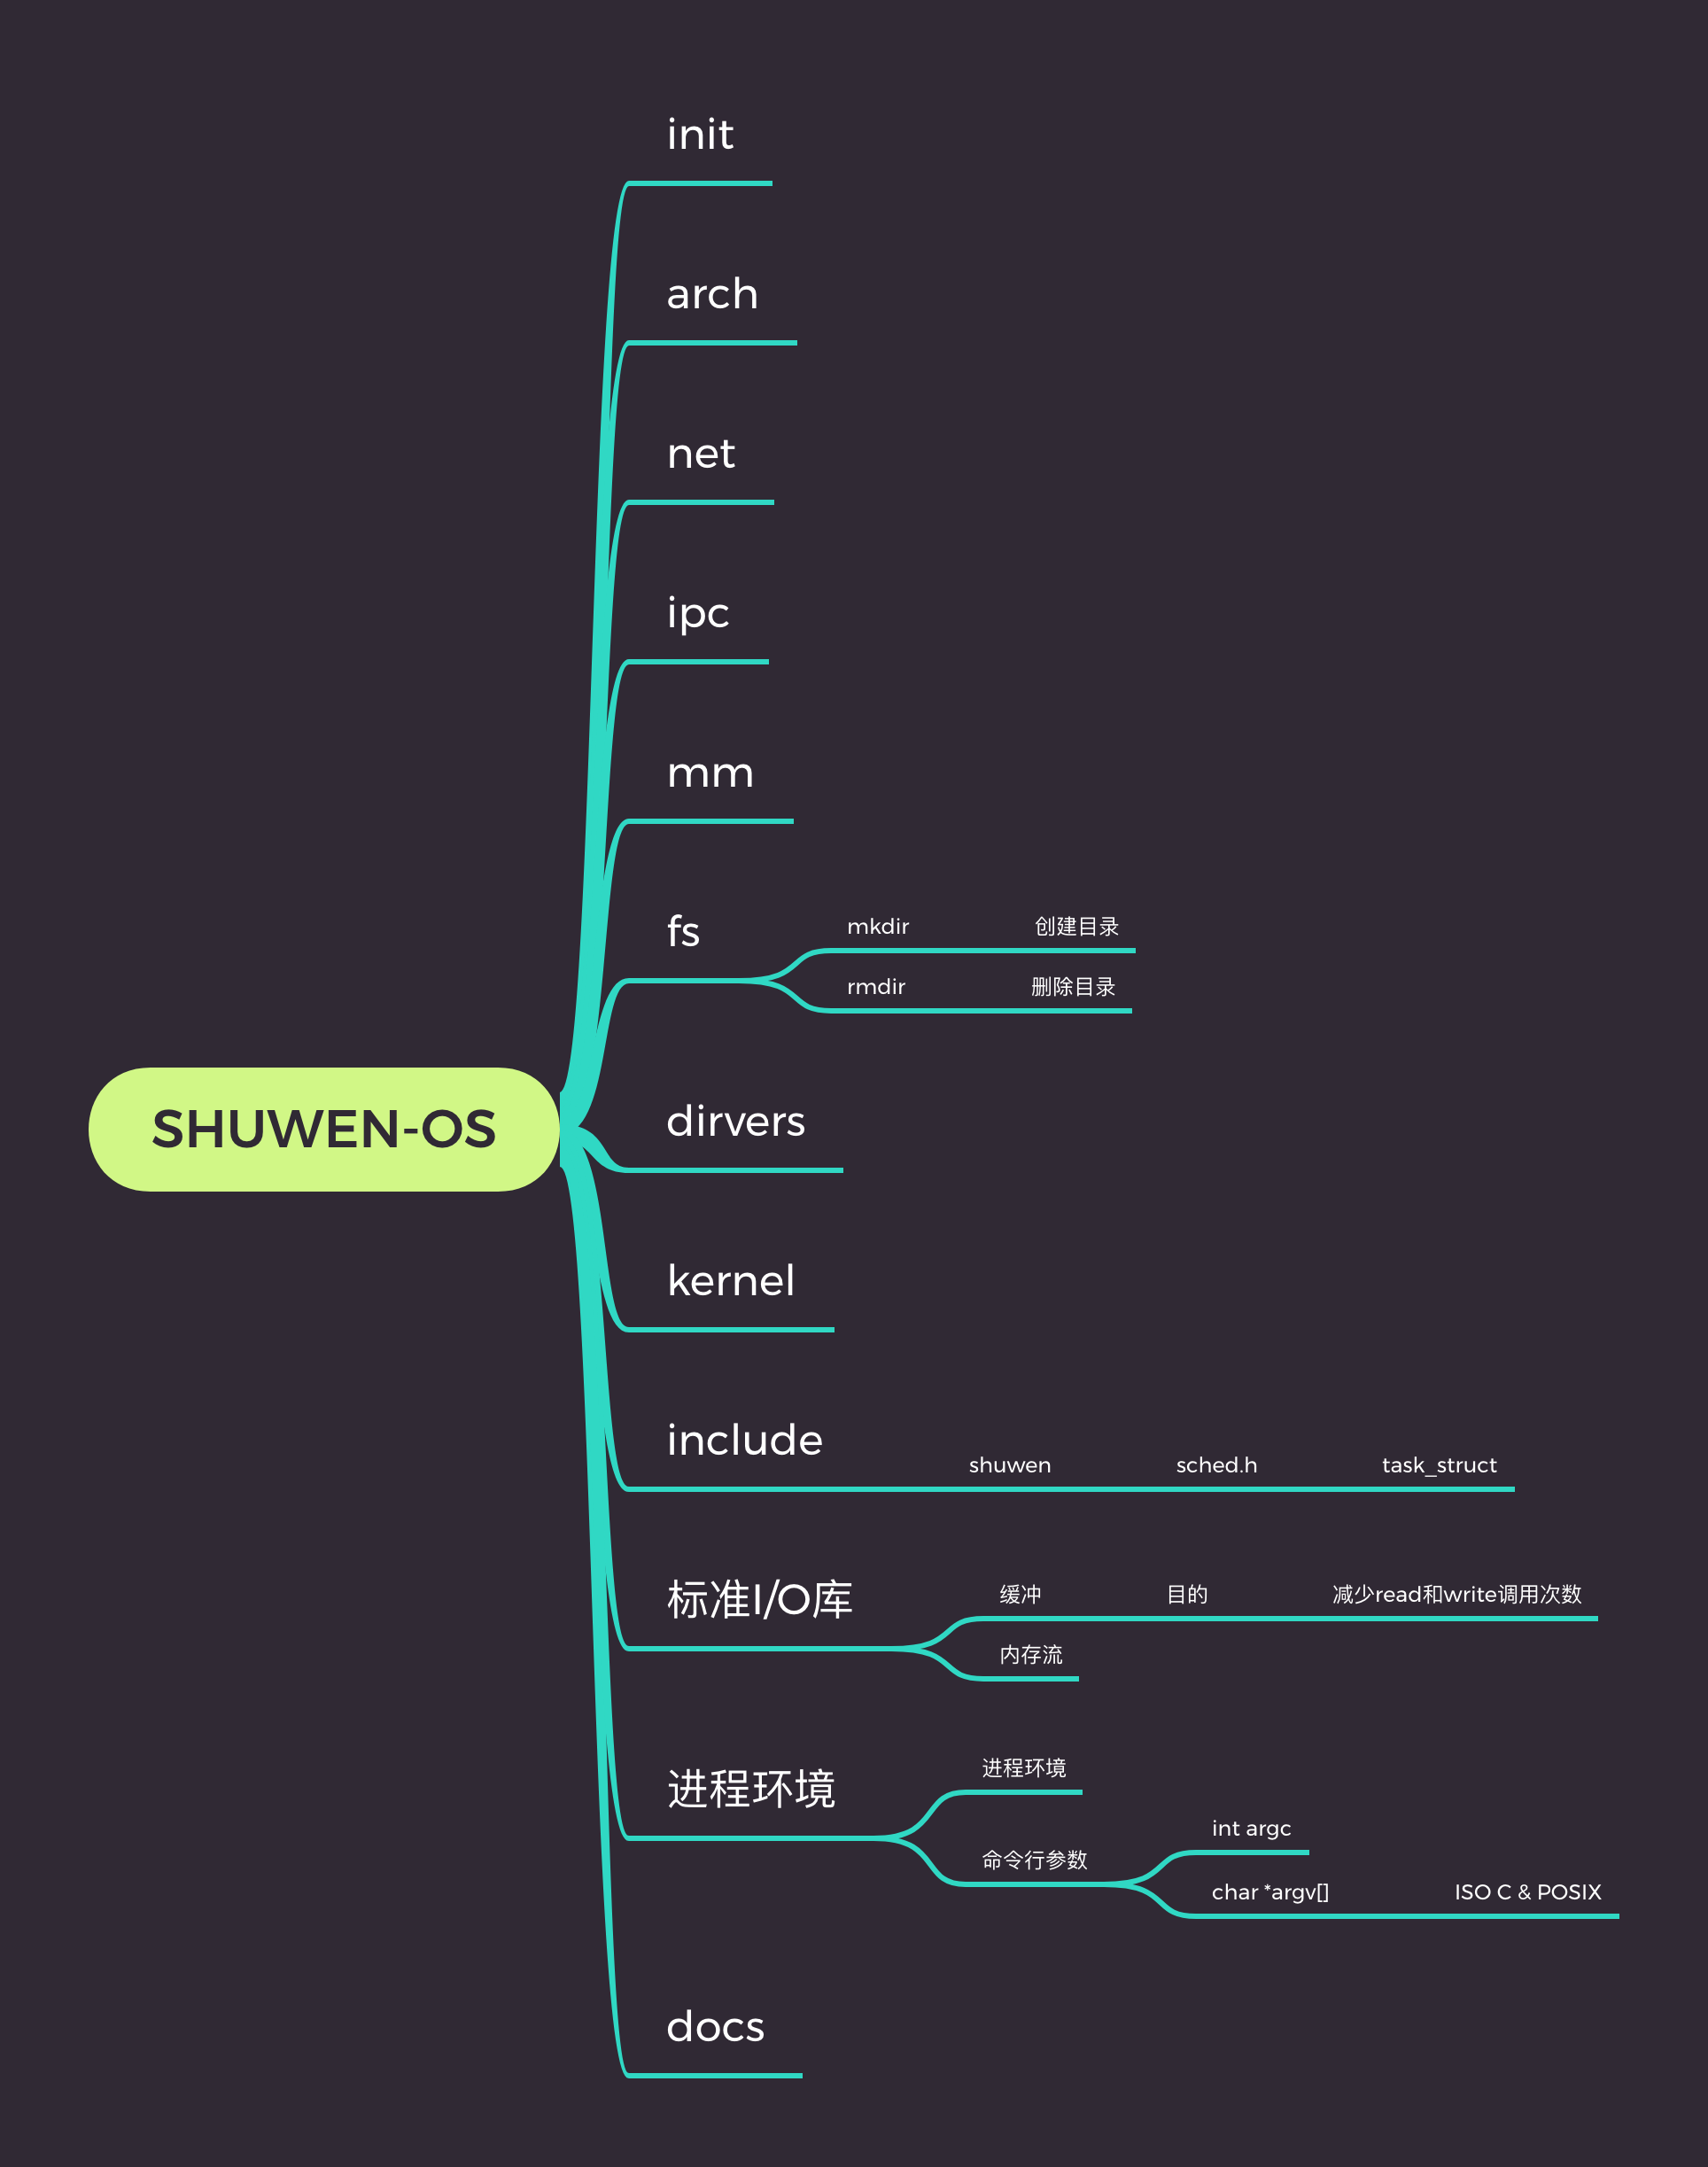 init
arch
net
ipc
mm
fs
mkdir 创建目录
rmdir 删除目录
SHUWEN-OS
dirvers
kernel
include
shuwen sched.h task_struct
标准I/O库
缓冲 目的 减少read和write调用次数
内存流
进程环境
进程环境
命令行参数
int argc
char *argv[] ISO C & POSIX
docs